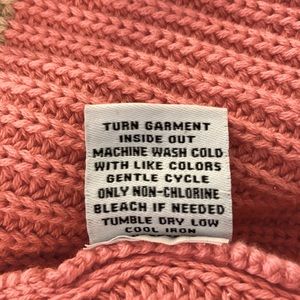 TURN GARMENT
INSIDE OUT
MACHINE WASH COLD
WITH LIKE COLORS
GENTLE CYCLE
ONLY NON-CHLORINE
BLEACH IF NEEDED
TUMBLE DRY LOW
COOL IRON